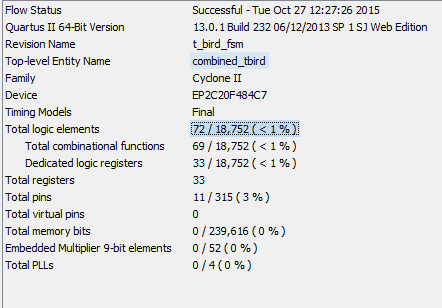 Flow Status Successful - Tue Oct 27 12:27:26 2015
Quartus II 64-Bit Version 13.0.1 Build 232 06/12/2013 SP 1 SJ Web Edition
Revision Name t_bird_fsm
Top-level Entity Name combined_tbird
Family Cyclone II
Device EP2C20F484C7
Timing Models Final
Total logic elements 72 / 18,752 ( < 1 % )
Total combinational functions 69 / 18,752 ( < 1 % )
Dedicated logic registers 33 / 18,752 ( < 1 % )
Total registers 33
Total pins 11 / 315 ( 3 % )
Total virtual pins 0
Total memory bits 0 / 239,616 ( 0 % )
Embedded Multiplier 9-bit elements 0 / 52 ( 0 % )
Total PLLs 0 / 4 ( 0 % )